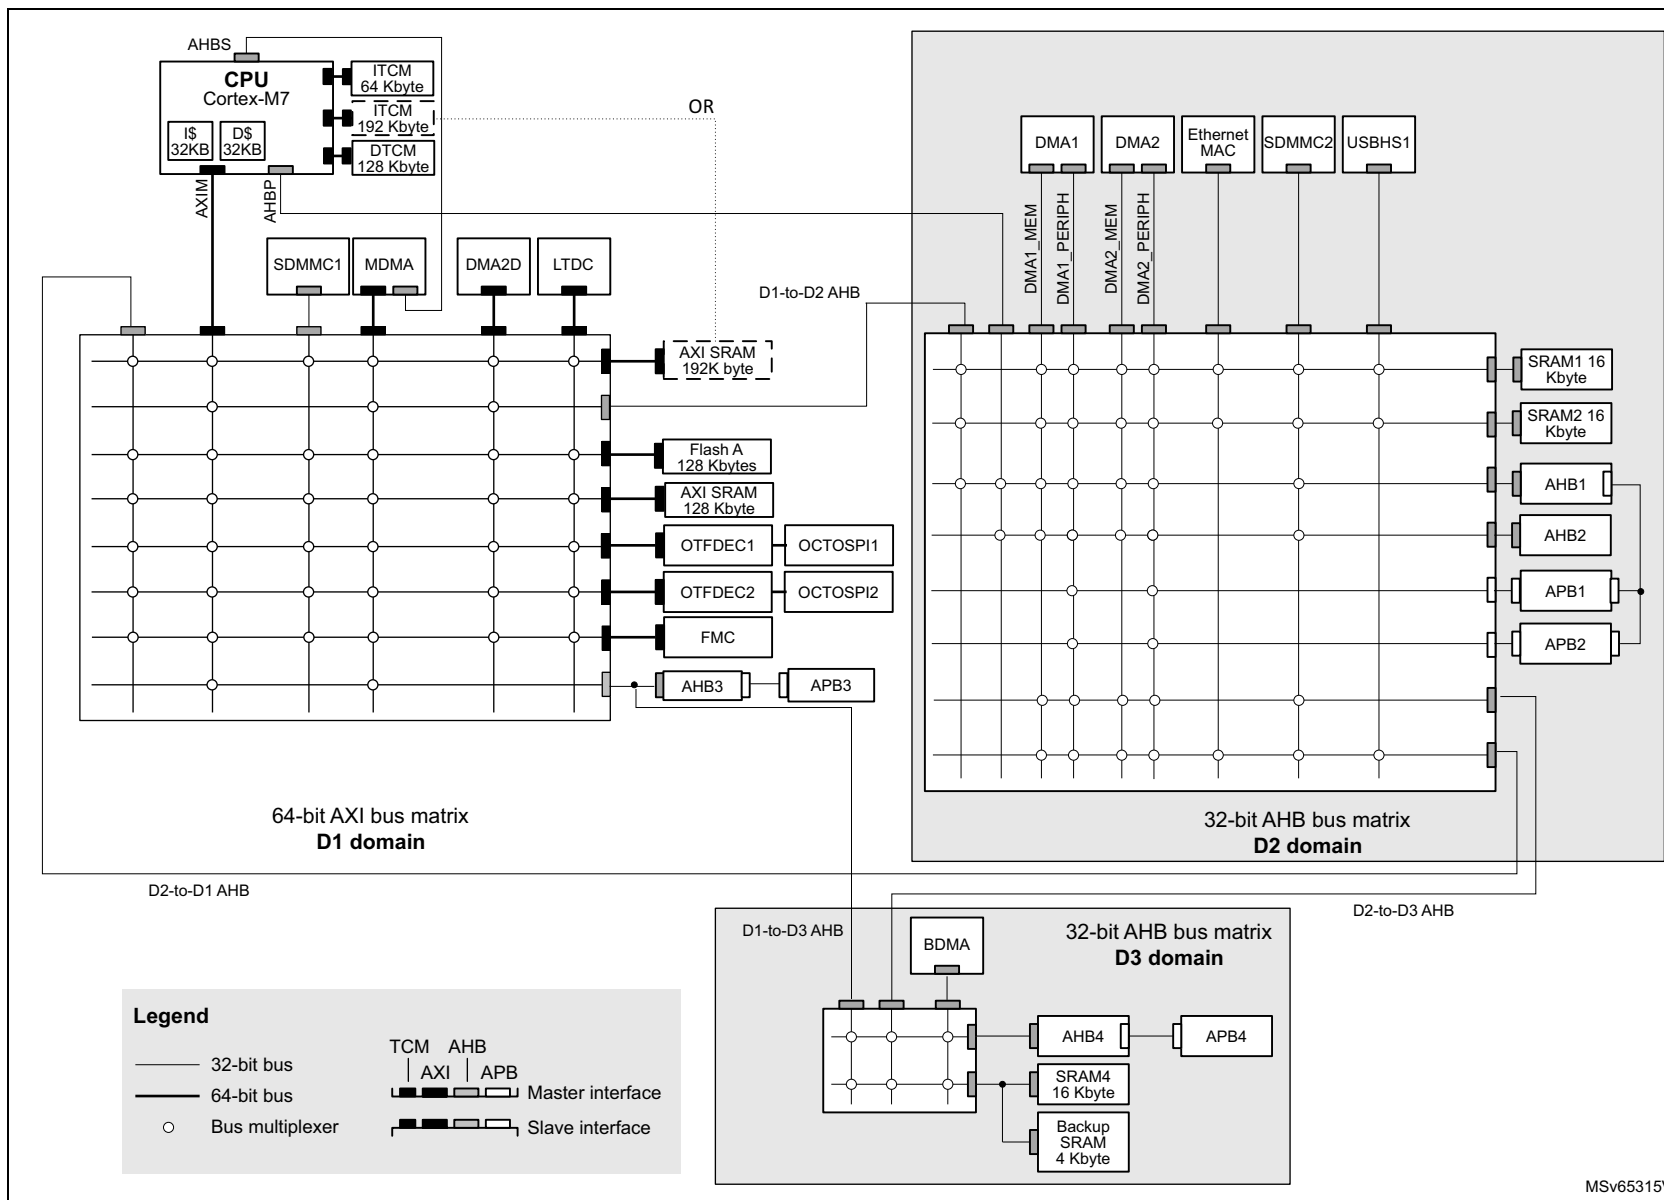 AHBS
CPU
Cortex-M7
I$
32KB
D$
32KB
ITCM
64 Kbyte
ITCM
192 Kbyte
DTCM
128 Kbyte
OR
AXIM
AHBP
SDMMC1
MDMA
DMA2D
LTDC
D1-to-D2 AHB
DMA1
DMA2
Ethernet
MAC
SDMMC2
USBHS1
DMA1_MEM
DMA1_PERIPH
DMA2_MEM
DMA2_PERIPH
AXI SRAM
192K byte
Flash A
128 Kbytes
AXI SRAM
128 Kbyte
OTFDEC1
OCTOSPI1
OTFDEC2
OCTOSPI2
FMC
AHB3
APB3
SRAM1 16
Kbyte
SRAM2 16
Kbyte
AHB1
AHB2
APB1
APB2
64-bit AXI bus matrix
D1 domain
32-bit AHB bus matrix
D2 domain
D2-to-D1 AHB
D2-to-D3 AHB
D1-to-D3 AHB
BDMA
32-bit AHB bus matrix
D3 domain
AHB4
APB4
SRAM4
16 Kbyte
Backup
SRAM
4 Kbyte
Legend
32-bit bus
64-bit bus
Bus multiplexer
TCM
AHB
AXI
APB
Master interface
Slave interface